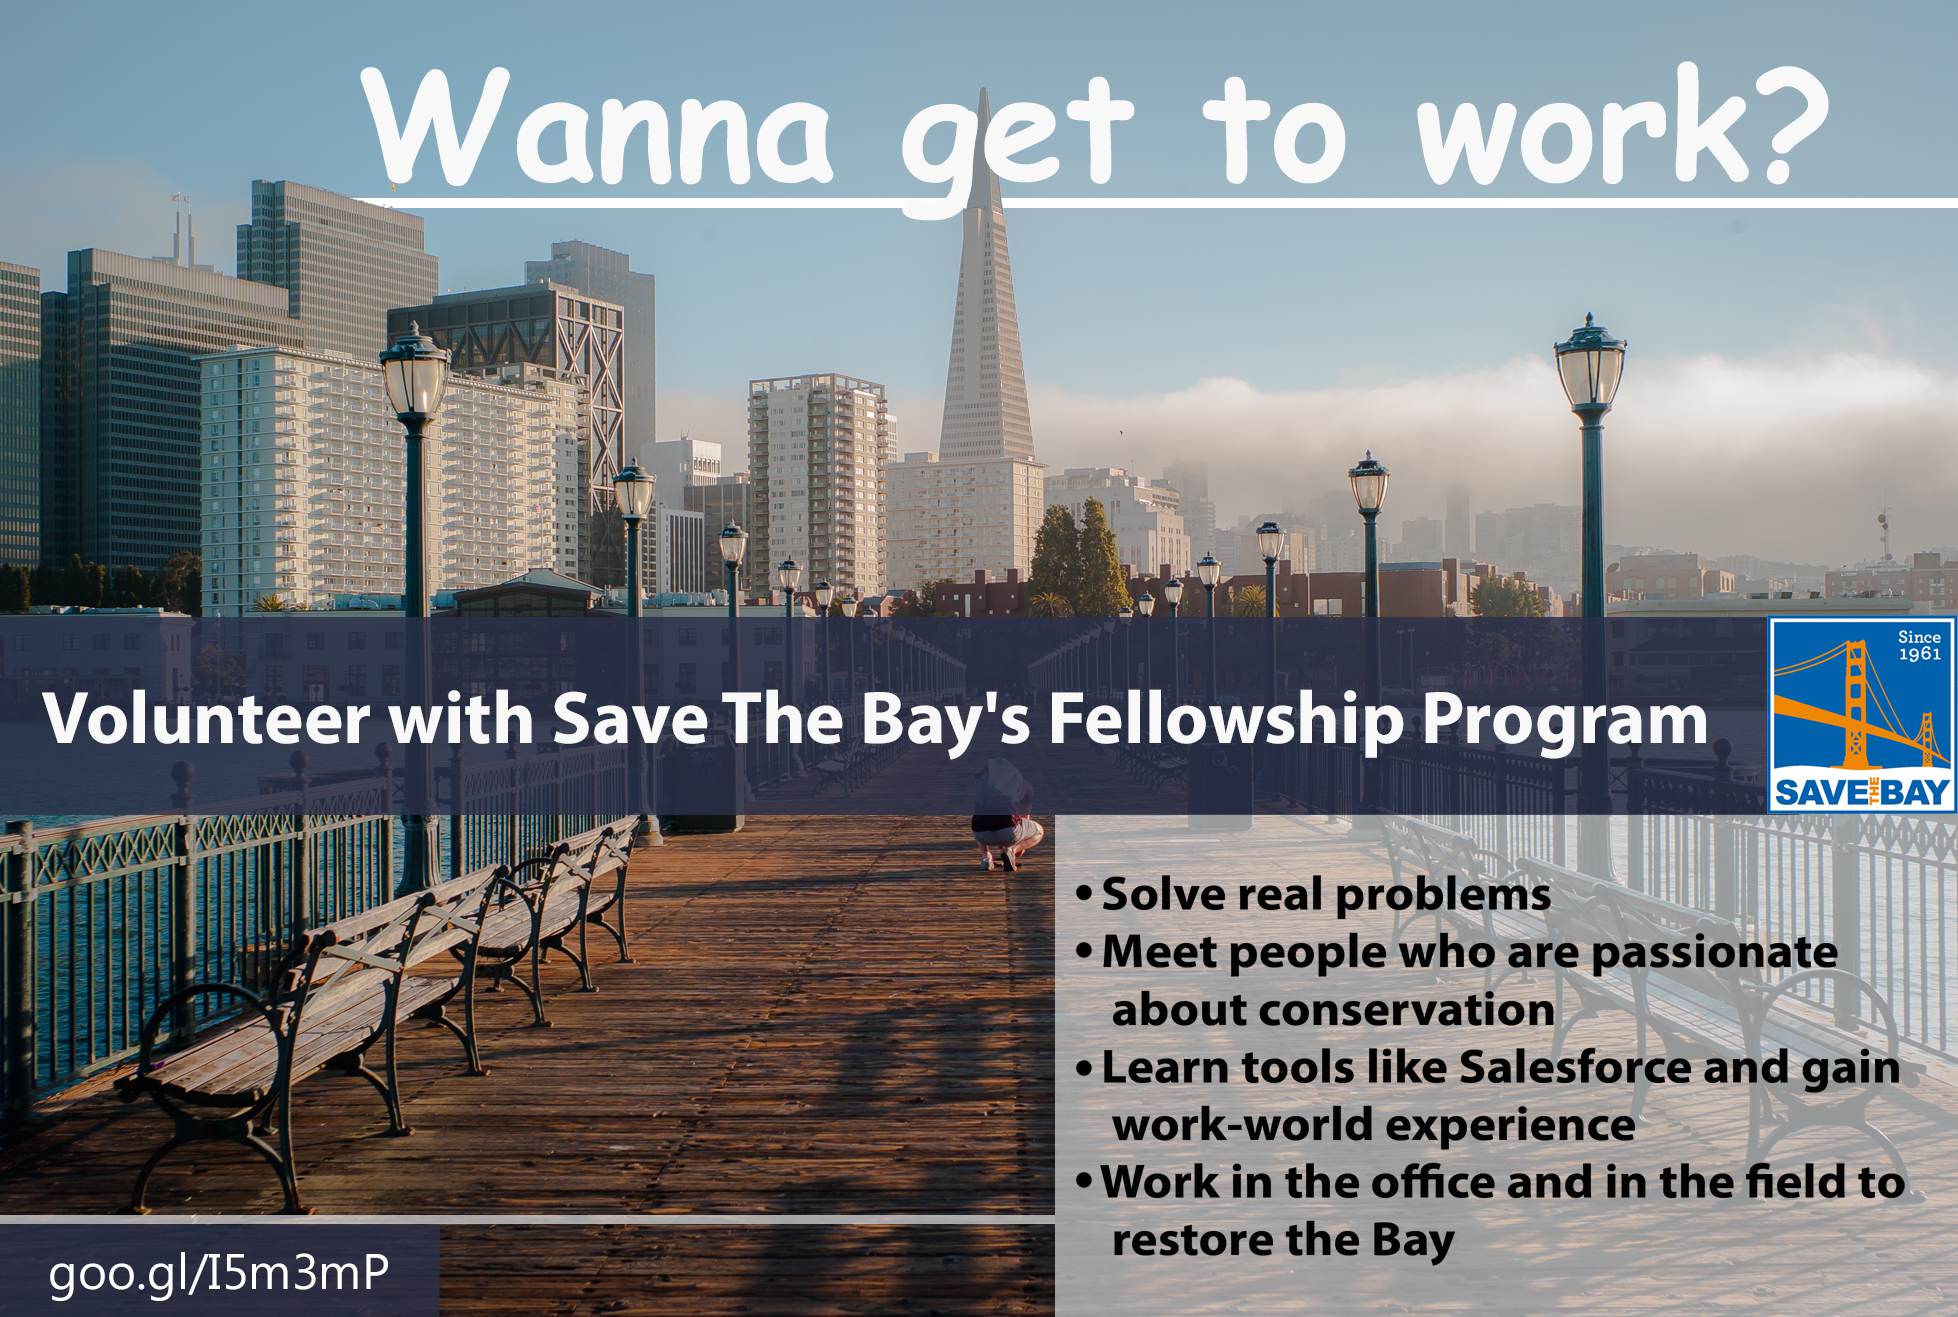 Wanna get to work?
Volunteer with Save The Bay's Fellowship Program
Since
1961
SAVE THE BAY
• Solve real problems
• Meet people who are passionate
about conservation
• Learn tools like Salesforce and gain
work-world experience
• Work in the office and in the field to
restore the Bay
goo.gl/I5m3mP